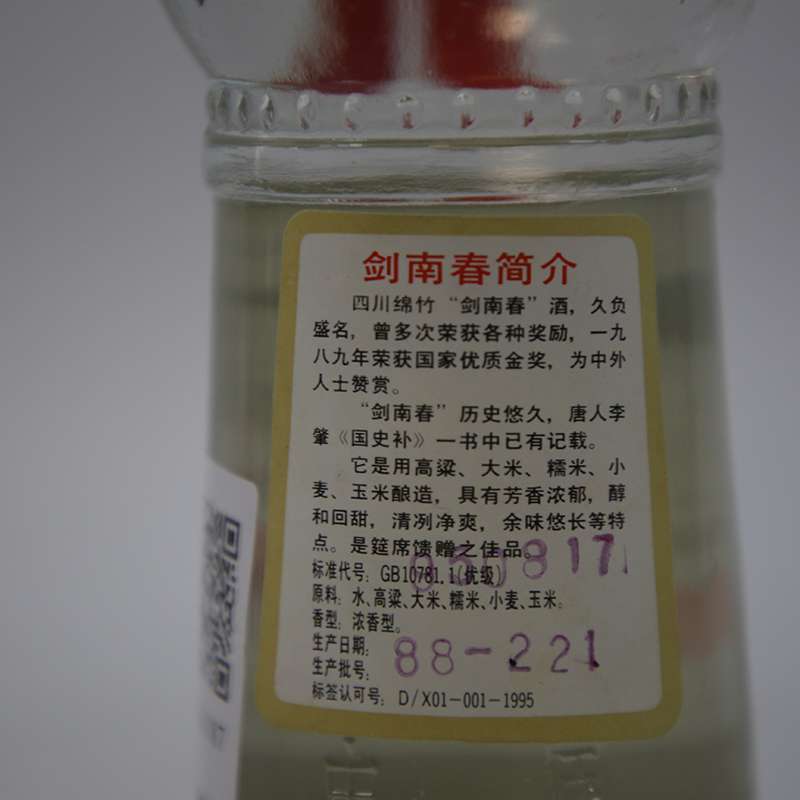 剑南春简介
四川绵竹“剑南春”酒，久负
盛名，曾多次荣获各种奖励，一九
八九年荣获国家优质金奖，为中外
人士赞赏。
“剑南春”历史悠久，唐人李
肇《国史补》一书中已有记载。
它是用高粱、大米、糯米、小
麦、玉米酿造，具有芳香浓郁，醇
和回甜，清冽净爽，余味悠长等特
点。是筵席馈赠之佳品。
标准代号：GB10781.1(优级)
原料：水、高粱、大米、糯米、小麦、玉米。
香型：浓香型。
生产日期：
生产批号：88-221
标签认可号：D/X01-001-1995